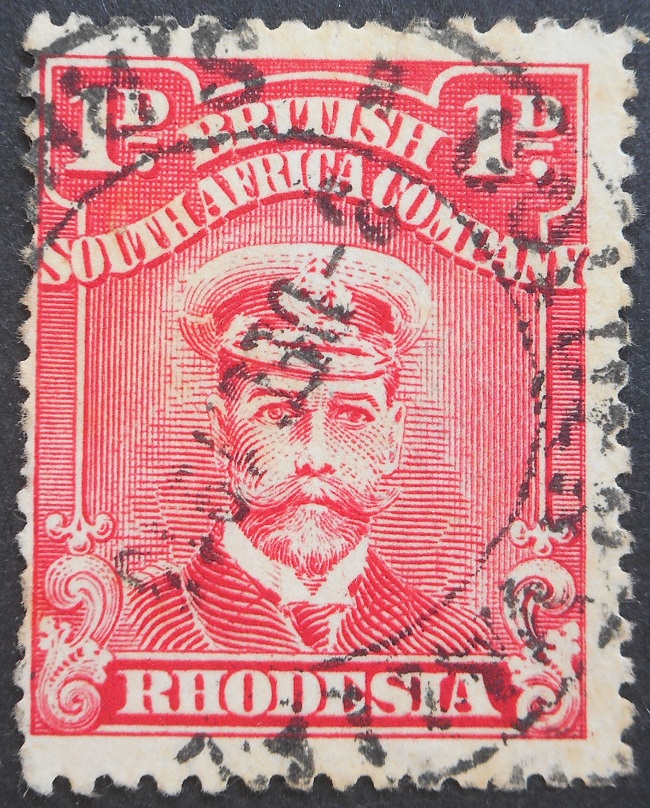 1D. 1D.
BRITISH
SOUTH AFRICA COMPANY
RHODESIA